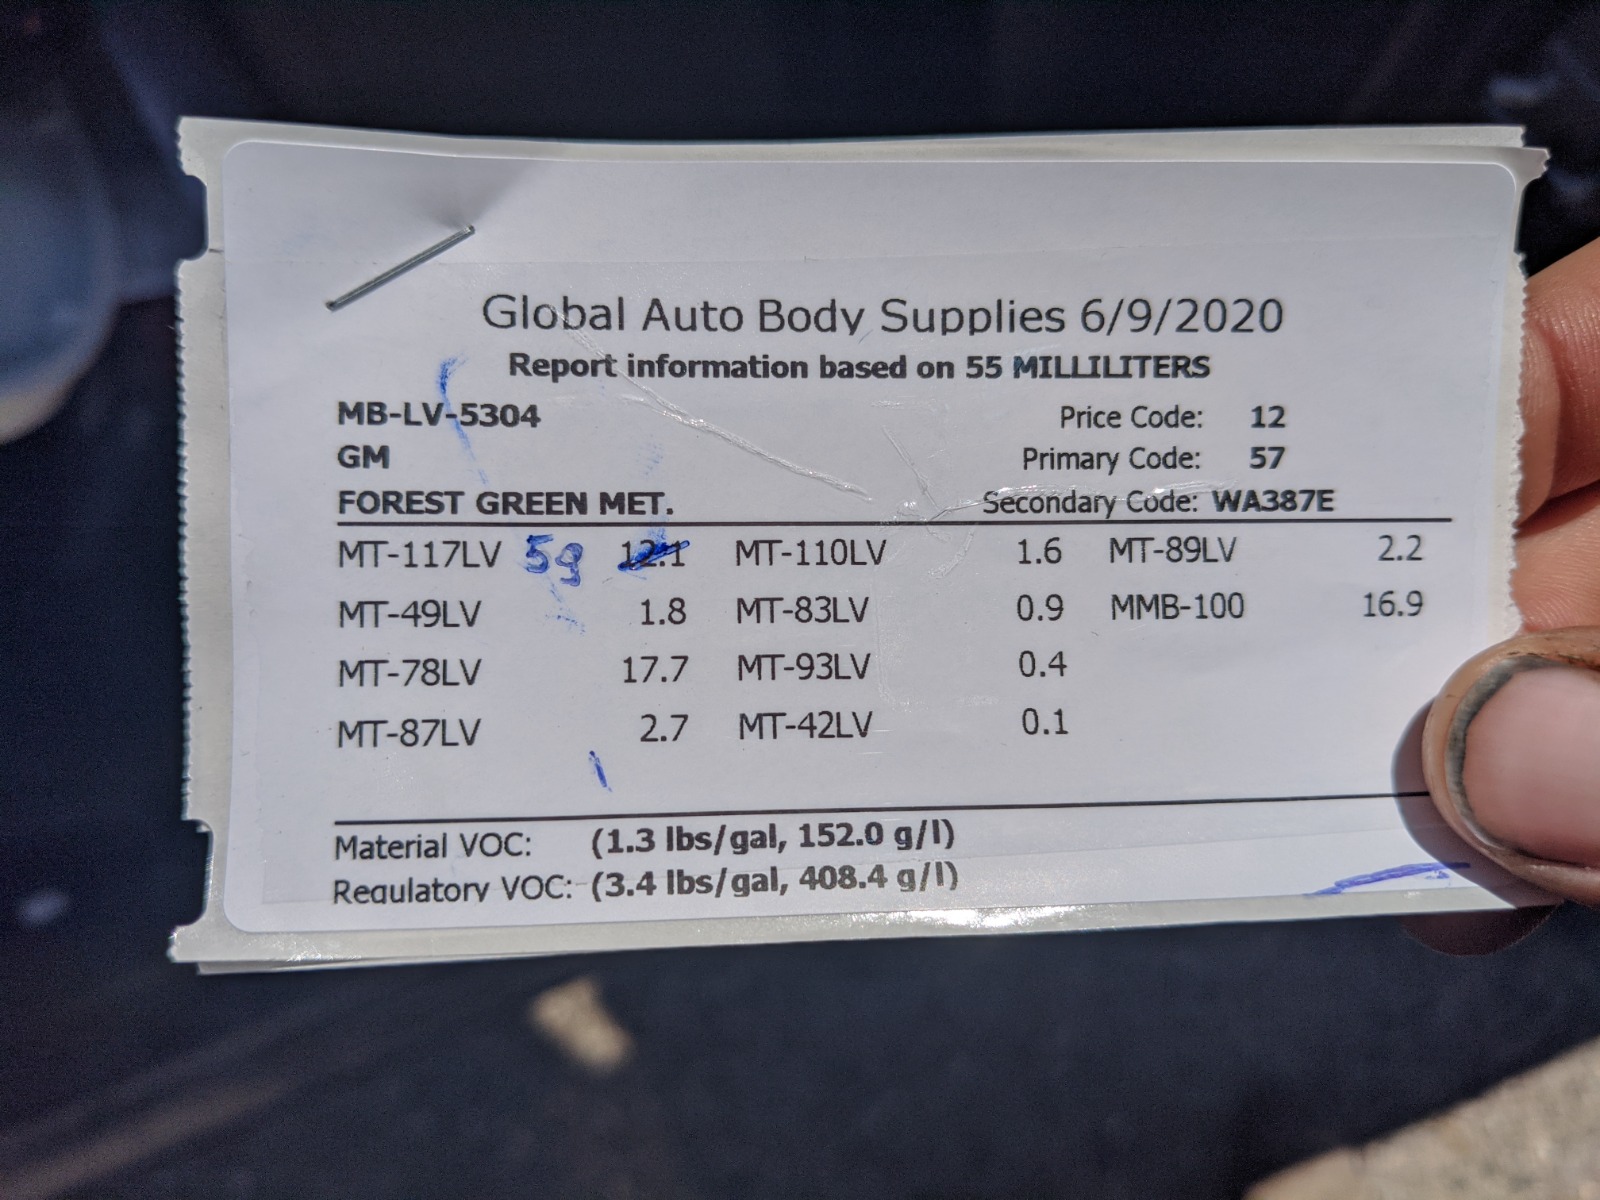 Global Auto Body Supplies 6/9/2020
Report information based on 55 MILLILITERS
MB-LV-5304 Price Code: 12
GM Primary Code: 57
FOREST GREEN MET. Secondary Code: WA387E
MT-117LV 5g 12.1 MT-110LV 1.6 MT-89LV 2.2
MT-49LV 1.8 MT-83LV 0.9 MMB-100 16.9
MT-78LV 17.7 MT-93LV 0.4
MT-87LV 2.7 MT-42LV 0.1
Material VOC: (1.3 lbs/gal, 152.0 g/l)
Regulatory VOC: (3.4 lbs/gal, 408.4 g/l)